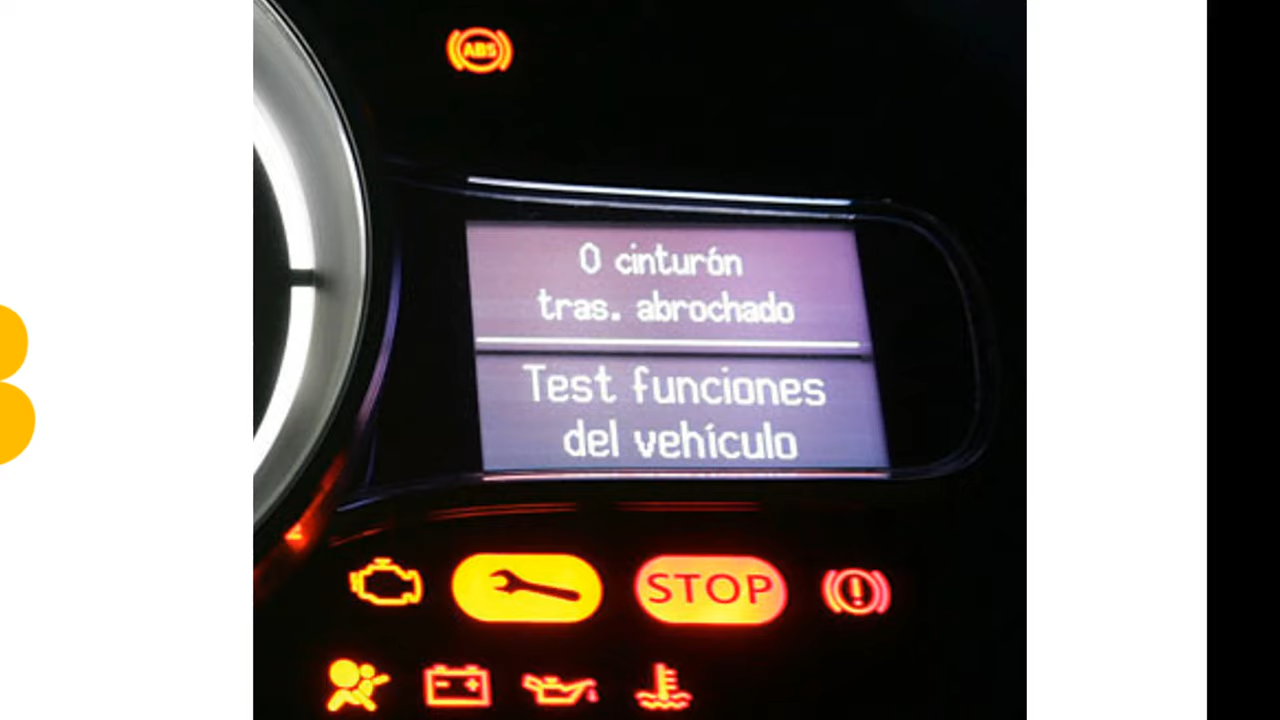 ABS
0 cinturón
tras. abrochado
Test funciones
del vehículo
STOP